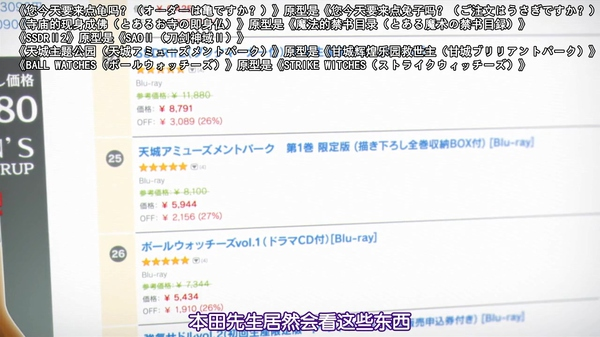 《您今天要来点龟吗？（オーダーは亀ですか？）》原型是《您今天要来点兔子吗？（ご注文はうさぎですか？）》
《寺庙的现身成佛（とあるお寺の即身仏）》原型是《魔法的禁书目录（とある魔术の禁书目録）》
《SSDRⅡ2》原型是《SAOⅡ（刀剑神域Ⅱ）》
《天城主题公园（天城アミューズメントパーク）》原型是《甘城辉煌乐园救世主（甘城ブリリアントパーク）》
《BALL WATCHES（ボールウォッチーズ）》原型是《STRIKE WITCHES（ストライクウィッチーズ）》
Blu-ray
参考価格: ￥ 11,880
価格: ￥ 8,791
OFF: ￥ 3,089 (26%)
25
天城アミューズメントパーク 第1巻 限定版 (描き下ろし全巻収納BOX付) [Blu-ray]
Blu-ray
参考価格: ￥ 8,100
価格: ￥ 5,944
OFF: ￥ 2,156 (27%)
26
ボールウォッチーズvol.1（ドラマCD付）[Blu-ray]
Blu-ray
参考価格: ￥ 7,344
価格: ￥ 5,434
OFF: ￥ 1,910 (26%)
し価格
80
N'S
RUP
本田先生居然会看这些东西